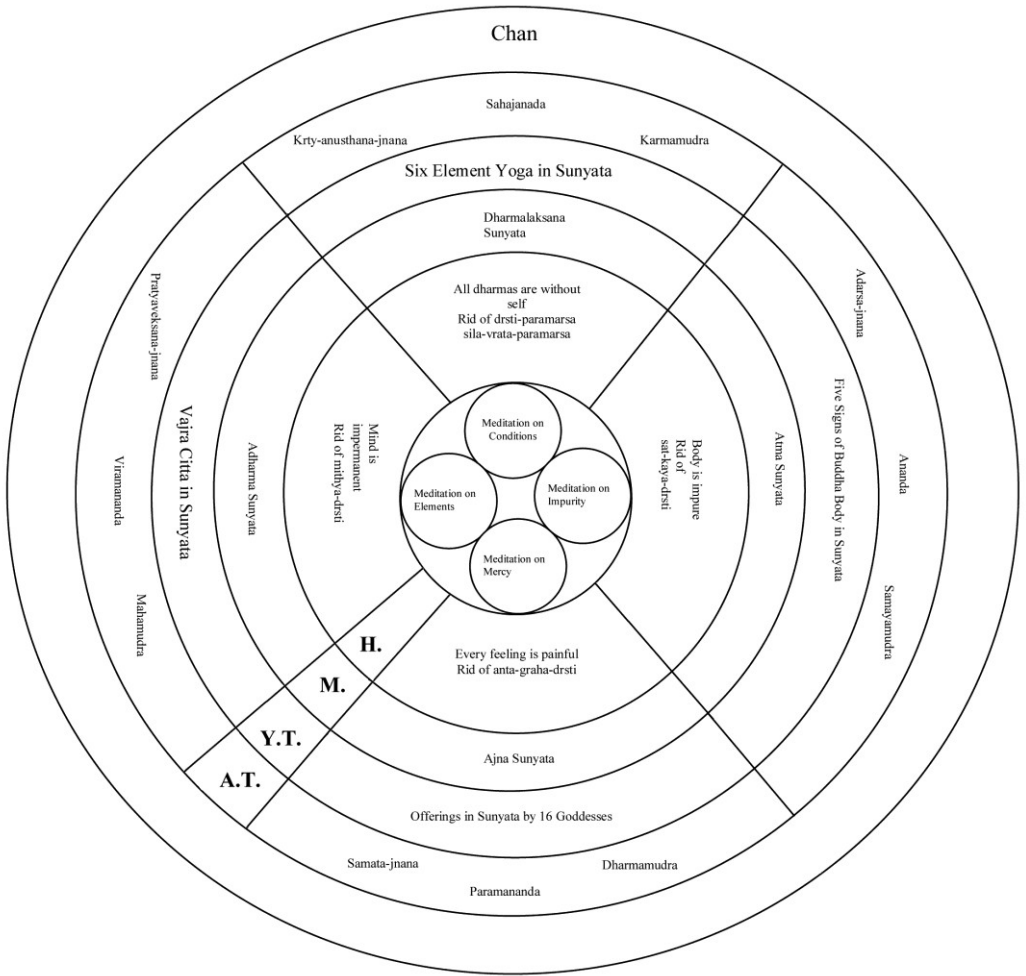 Chan
Sahajanada
Krty-anusthana-jnana
Karmamudra
Six Element Yoga in Sunyata
Dharmalaksana
Sunyata
All dharmas are without
self
Rid of drsti-paramarsa
sila-vrata-paramarsa
Adarsa-jnana
Ananda
Samayamudra
Five Signs of Buddha Body in Sunyata
Atma Sunyata
Body is impure
Rid of
sat-kaya-drsti
Meditation on
Conditions
Meditation on
Elements
Meditation on
Impurity
Meditation on
Mercy
Mind is
impermanent
Rid of mithya-drsti
Adharma Sunyata
Vajra Citta in Sunyata
Pratyaveksana-jnana
Viramananda
Mahamudra
H.
M.
Y.T.
A.T.
Every feeling is painful
Rid of anta-graha-drsti
Ajna Sunyata
Offerings in Sunyata by 16 Goddesses
Samata-jnana
Dharmamudra
Paramananda